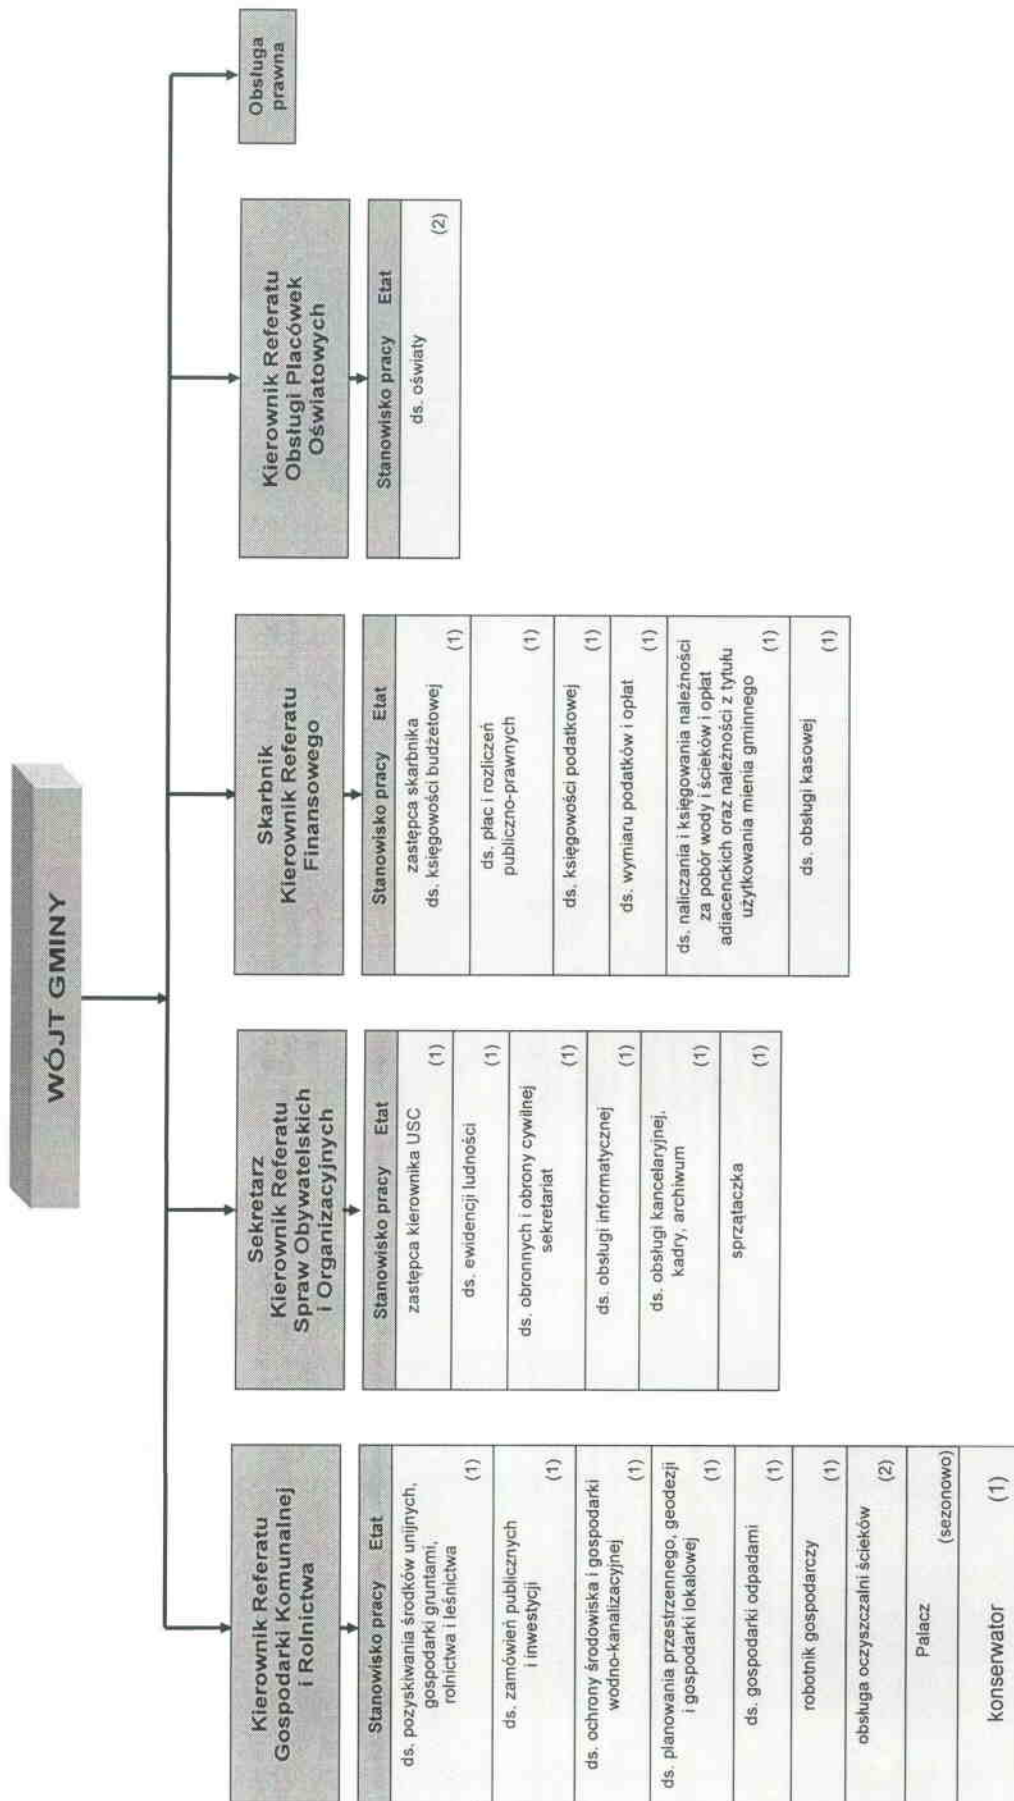 WÓJT GMINY
Kierownik Referatu
Gospodarki Komunalnej
i Rolnictwa
Stanowisko pracy Etat
ds. pozyskiwania środków unijnych,
gospodarki gruntami,
rolnictwa i leśnictwa (1)
ds. zamówień publicznych
i inwestycji (1)
ds. ochrony środowiska i gospodarki
wodno-kanalizacyjnej (1)
ds. planowania przestrzennego, geodezji
i gospodarki lokalowej (1)
ds. gospodarki odpadami (1)
robotnik gospodarczy (1)
obsługa oczyszczalni ścieków (2)
Palacz
(sezonowo)
konserwator (1)
Sekretarz
Kierownik Referatu
Spraw Obywatelskich
i Organizacyjnych
Stanowisko pracy Etat
zastępca kierownika USC (1)
ds. ewidencji ludności (1)
ds. obronnych i obrony cywilnej
sekretariat (1)
ds. obsługi informatycznej (1)
ds. obsługi kancelaryjnej,
kadry, archiwum (1)
sprzątaczka (1)
Skarbnik
Kierownik Referatu
Finansowego
Stanowisko pracy Etat
zastępca skarbnika
ds. księgowości budżetowej (1)
ds. płac i rozliczeń
publiczno-prawnych (1)
ds. księgowości podatkowej (1)
ds. wymiaru podatków i opłat (1)
ds. naliczania i księgowania należności
za pobór wody i ścieków i opłat
adiacenckich oraz należności z tytułu
użytkowania mienia gminnego (1)
ds. obsługi kasowej (1)
Kierownik Referatu
Obsługi Placówek
Oświatowych
Stanowisko pracy Etat
ds. oświaty (2)
Obsługa
prawna